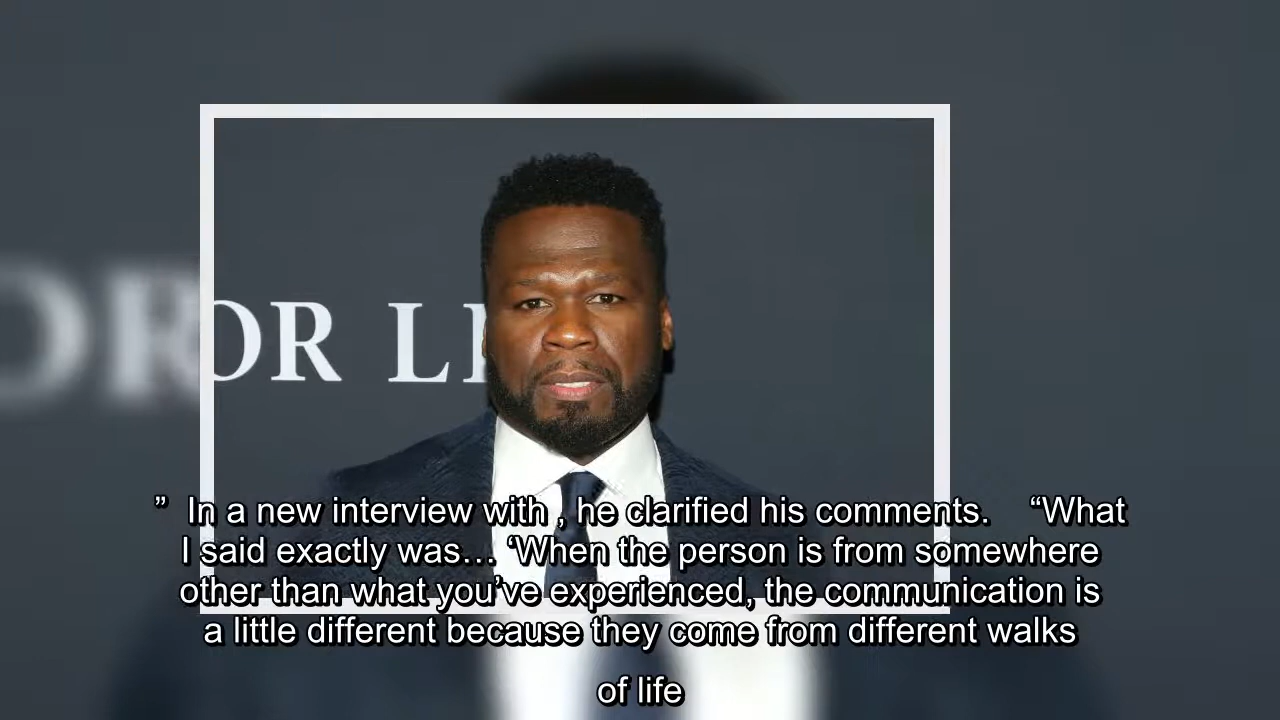 OR
OR LI
”  In a new interview with , he clarified his comments.    “What
I said exactly was… ‘When the person is from somewhere
other than what you’ve experienced, the communication is
a little different because they come from different walks
of life